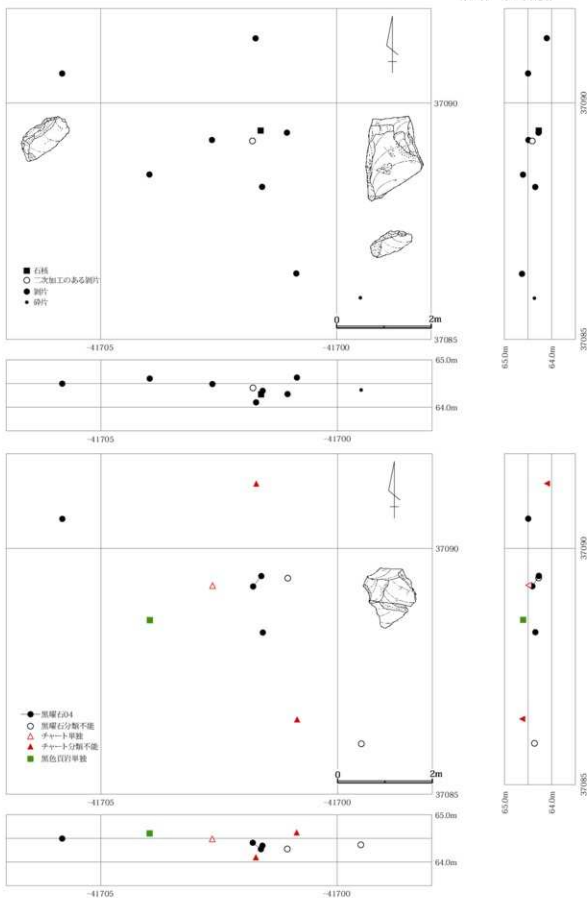 37090
■ 石核
○ 二次加工のある剥片
● 剥片
• 砕片
0 2m
37085
-41705 -41700
65.0m
64.0m
-41705 -41700
37090
37085
65.0m 64.0m
37090
黒曜石04
黒曜石分類不能
チャート単独
チャート分類不能
黒色頁岩単独
0 2m
37085
-41705 -41700
65.0m
64.0m
-41705 -41700
37090
37085
65.0m 64.0m